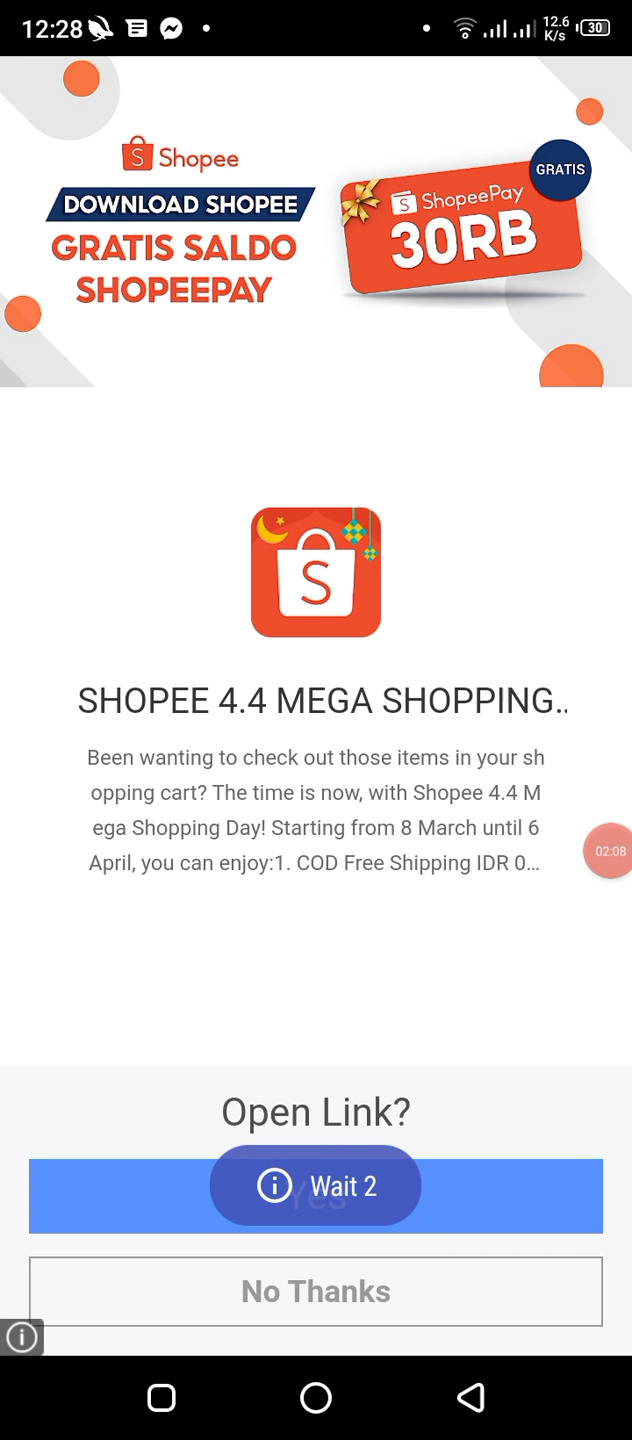 12:28
12.6
K/s
30
Shopee
DOWNLOAD SHOPEE
GRATIS SALDO
SHOPEEPAY
GRATIS
S ShopeePay
30RB
S
SHOPEE 4.4 MEGA SHOPPING..
Been wanting to check out those items in your sh
opping cart? The time is now, with Shopee 4.4 M
ega Shopping Day! Starting from 8 March until 6
April, you can enjoy:1. COD Free Shipping IDR 0...
02:08
Open Link?
Wait 2
Yes
No Thanks